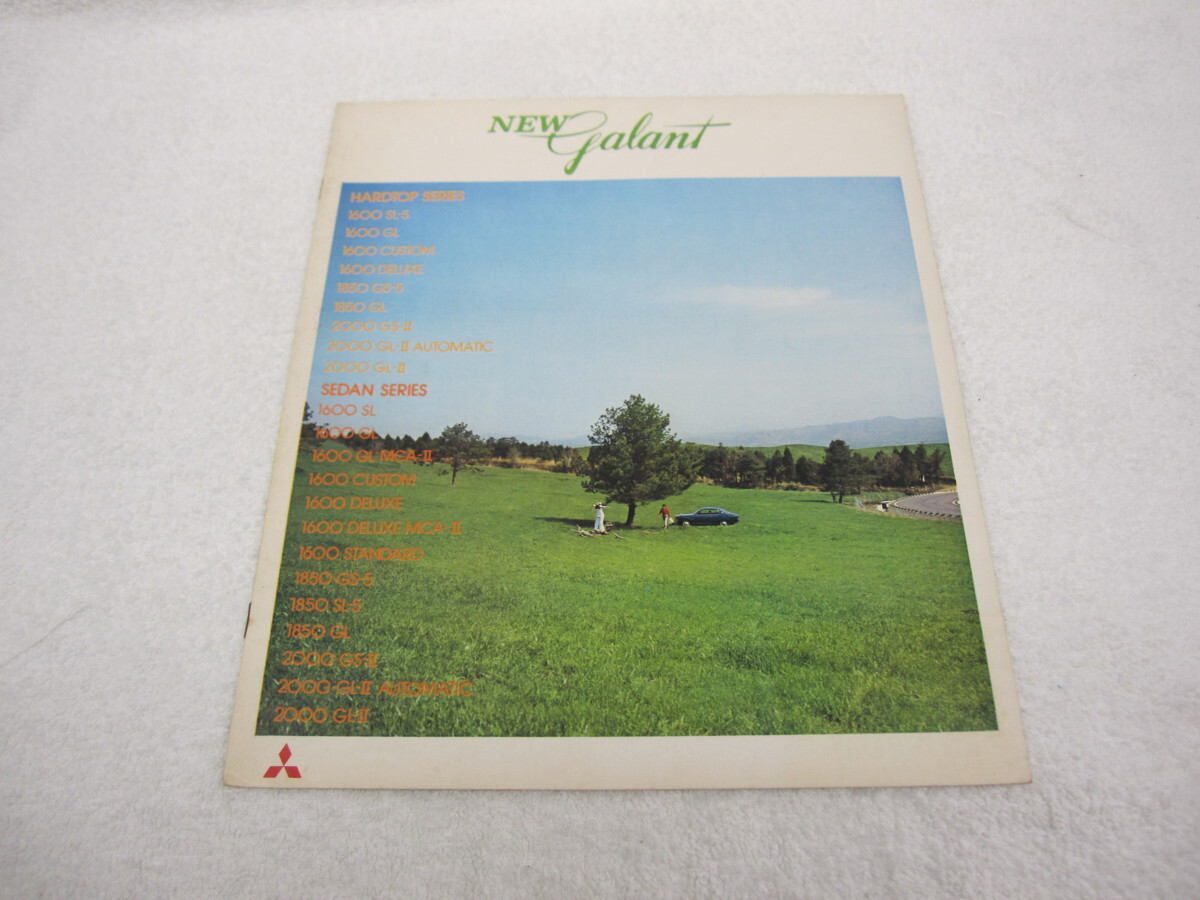 NEW Galant
HARDTOP SERIES
1600 SL-5
1600 GL
1600 CUSTOM
1600 DELUXE
1850 GS-5
1850 GL
2000 GS-II
2000 GL-II AUTOMATIC
2000 GL-II
SEDAN SERIES
1600 SL
1600 GL
1600 GL MCA-II
1600 CUSTOM
1600 DELUXE
1600 DELUXE MCA-II
1600 STANDARD
1850 GS-5
1850 SL-5
1850 GL
2000 GS-II
2000 GL-II AUTOMATIC
2000 GL-II